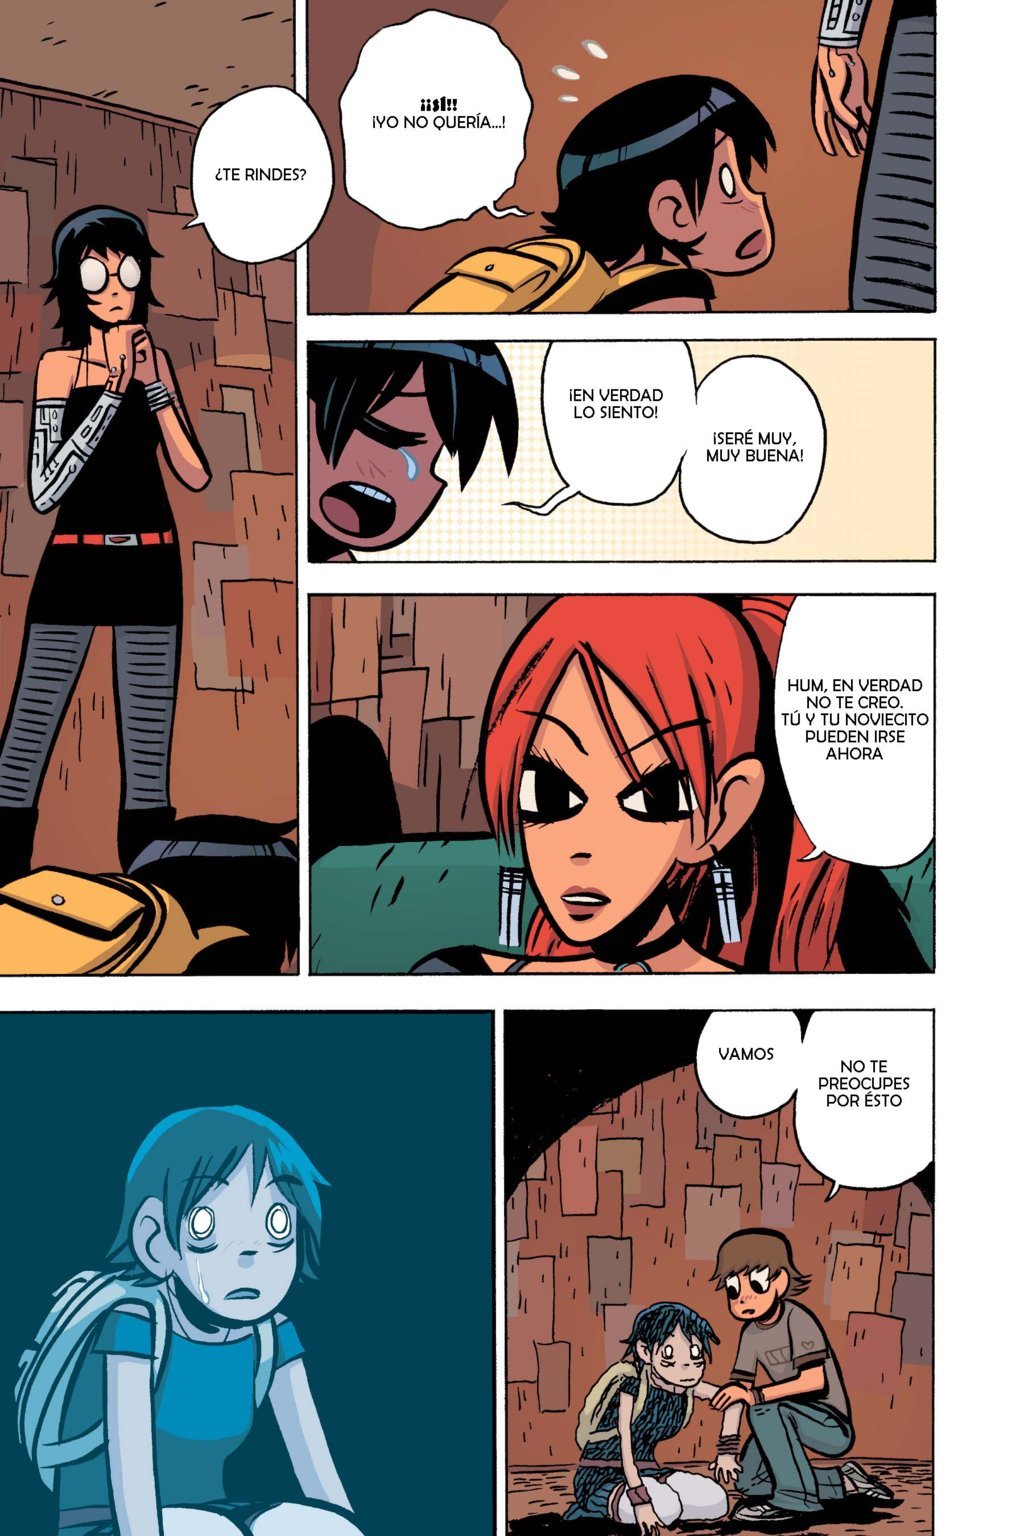 ¿TE RINDES?
¡¡SÍ!!
¡YO NO QUERÍA...!
¡EN VERDAD
LO SIENTO!
¡SERÉ MUY,
MUY BUENA!
HUM, EN VERDAD
NO TE CREO.
TÚ Y TU NOVIECITO
PUEDEN IRSE
AHORA
VAMOS
NO TE
PREOCUPES
POR ÉSTO